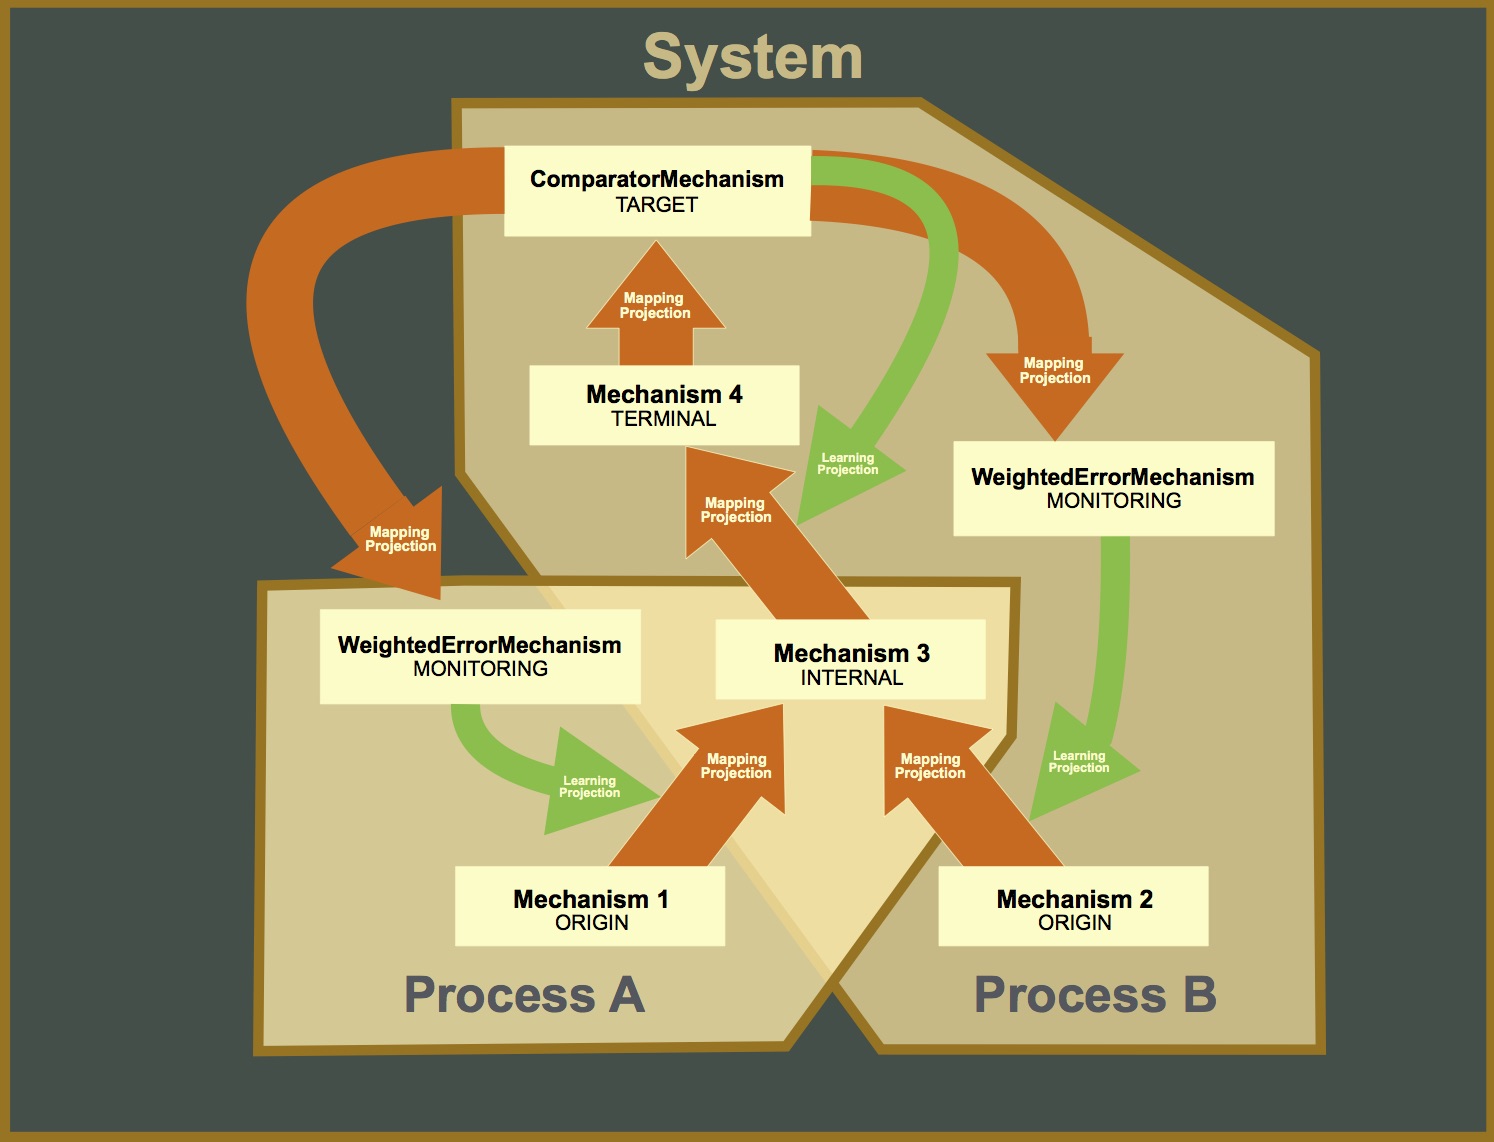 System
ComparatorMechanism
TARGET
Mapping
Projection
Mechanism 4
TERMINAL
Mapping
Projection
Learning
Projection
WeightedErrorMechanism
MONITORING
Mapping
Projection
Mapping
Projection
WeightedErrorMechanism
MONITORING
Mechanism 3
INTERNAL
Learning
Projection
Mapping
Projection
Mapping
Projection
Learning
Projection
Mechanism 1
ORIGIN
Mechanism 2
ORIGIN
Process A
Process B